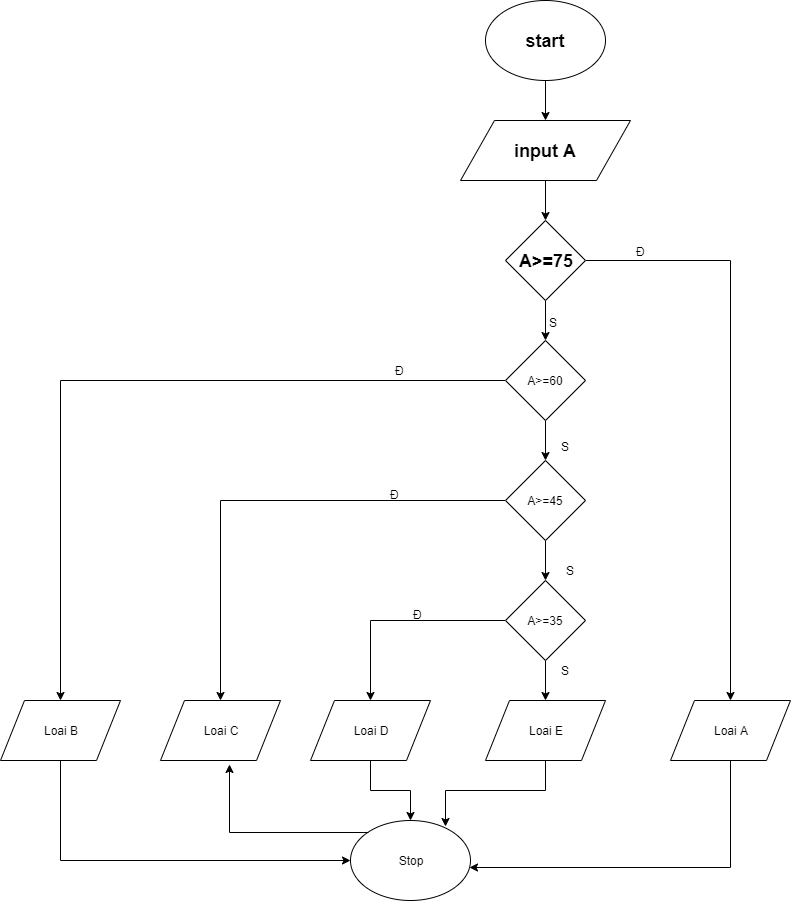 start
input A
A>=75
Đ
S
Đ
A>=60
S
Đ
A>=45
S
Đ
A>=35
S
Loai B
Loai C
Loai D
Loai E
Loai A
Stop